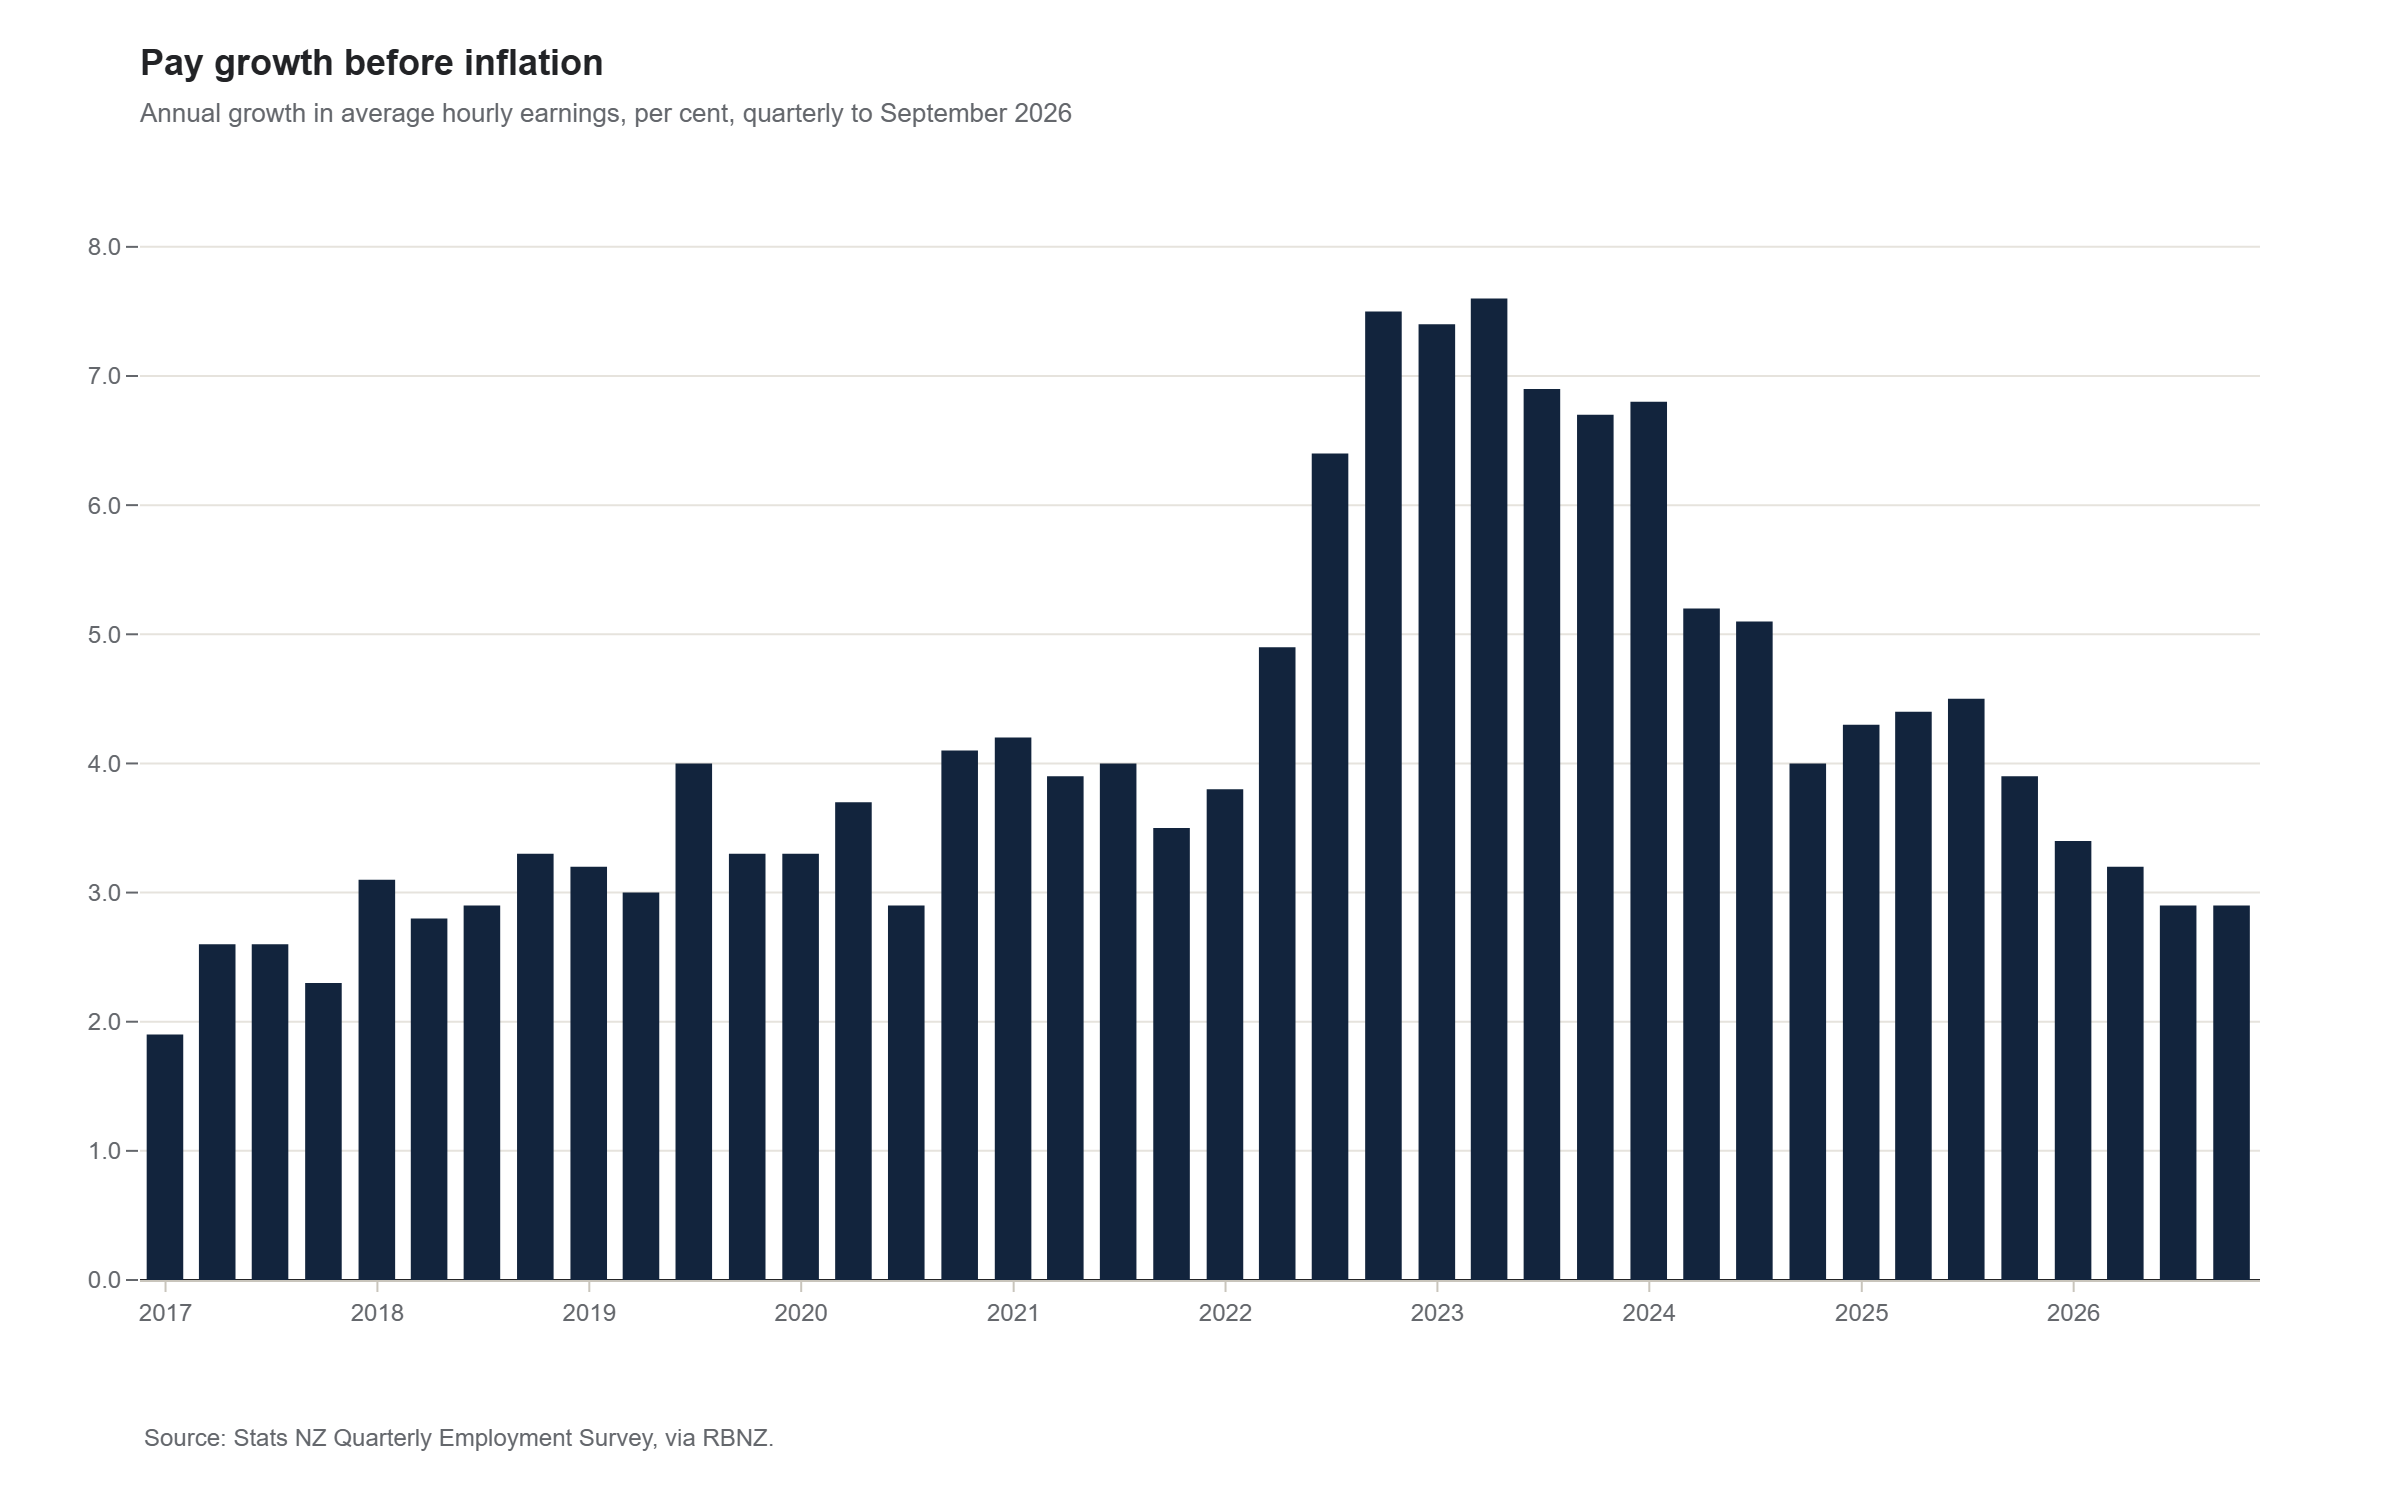 Pay growth before inflation
Annual growth in average hourly earnings, per cent, quarterly to September 2026
8.0
7.0
6.0
5.0
4.0
3.0
2.0
1.0
0.0
2017 2018 2019 2020 2021 2022 2023 2024 2025 2026
Source: Stats NZ Quarterly Employment Survey, via RBNZ.